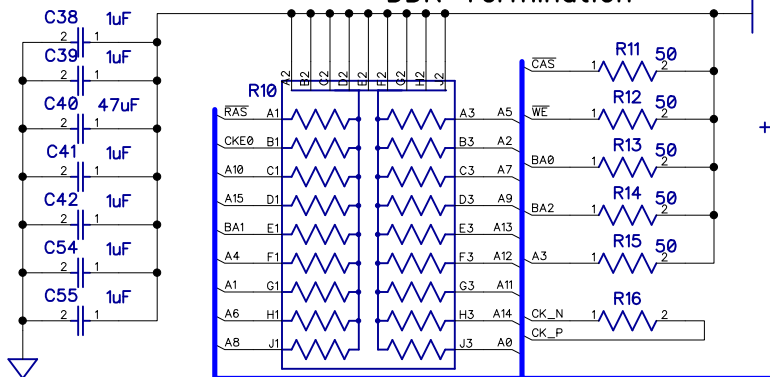 DDR Termination
C38 1uF
2 1
C39 1uF
2 1
C40 47uF
2 1
C41 1uF
2 1
C42 1uF
2 1
C54 1uF
2 1
C55 1uF
2 1
R10
A2 B2 C2 D2 E2 F2 G2 H2 J2
RAS A1 A3 A5
CKE0 B1 B3 A2
A10 C1 C3 A7
A15 D1 D3 A9
BA1 E1 E3 A13
A4 F1 F3 A12
A1 G1 G3 A11
A6 H1 H3 A14
A8 J1 J3 A0
CAS 1 R11 2 50
WE 1 R12 2 50
BA0 1 R13 2 50
BA2 1 R14 2 50
A3 1 R15 2 50
CK_N 1 R16 2
CK_P
+